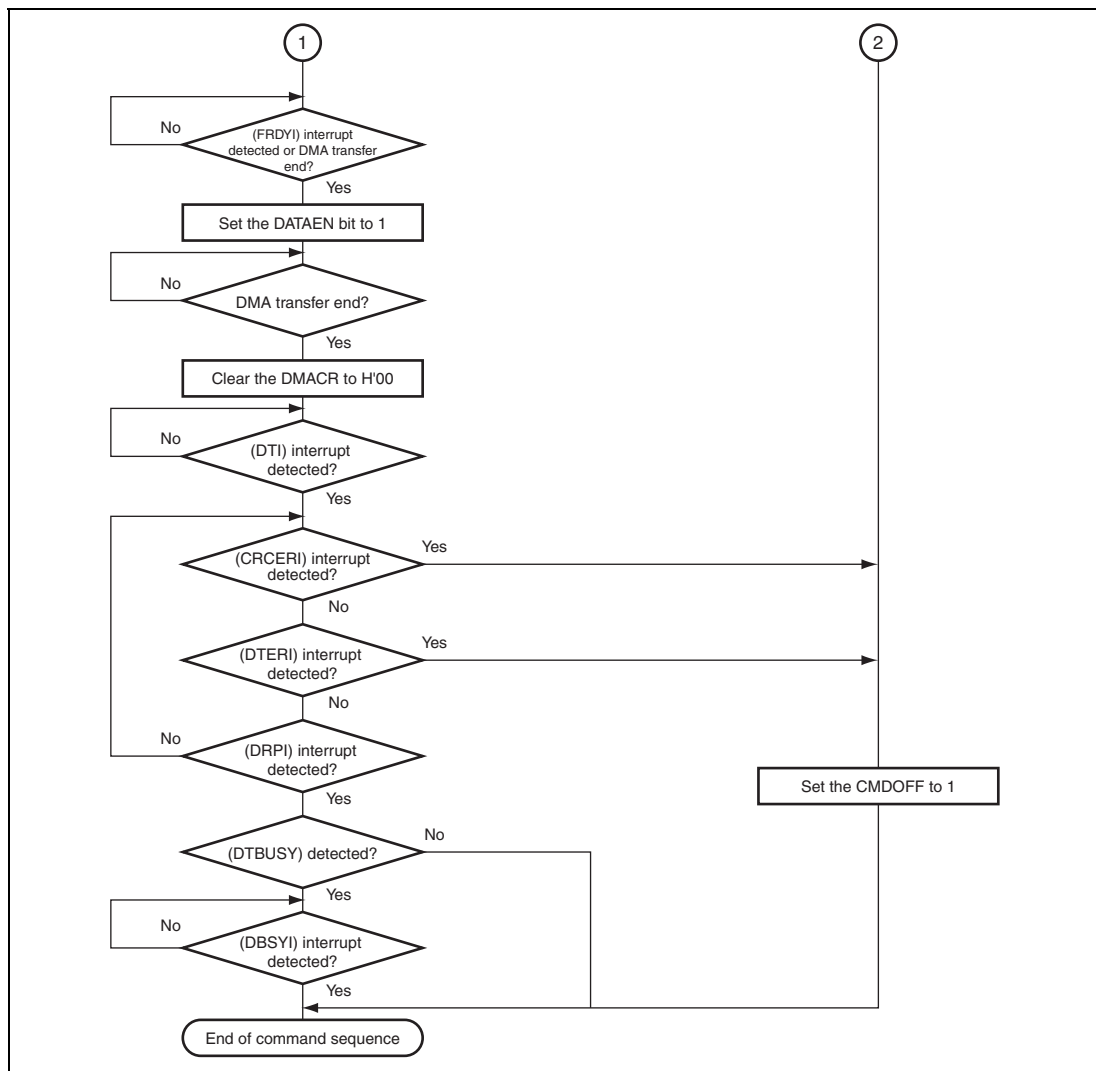 1
2
No
(FRDYI) interrupt
detected or DMA transfer
end?
Yes
Set the DATAEN bit to 1
No
DMA transfer end?
Yes
Clear the DMACR to H'00
No
(DTI) interrupt
detected?
Yes
(CRCERI) interrupt
detected?
Yes
No
(DTERI) interrupt
detected?
Yes
No
No
(DRPI) interrupt
detected?
Set the CMDOFF to 1
Yes
(DTBUSY) detected?
No
Yes
No
(DBSYI) interrupt
detected?
Yes
End of command sequence